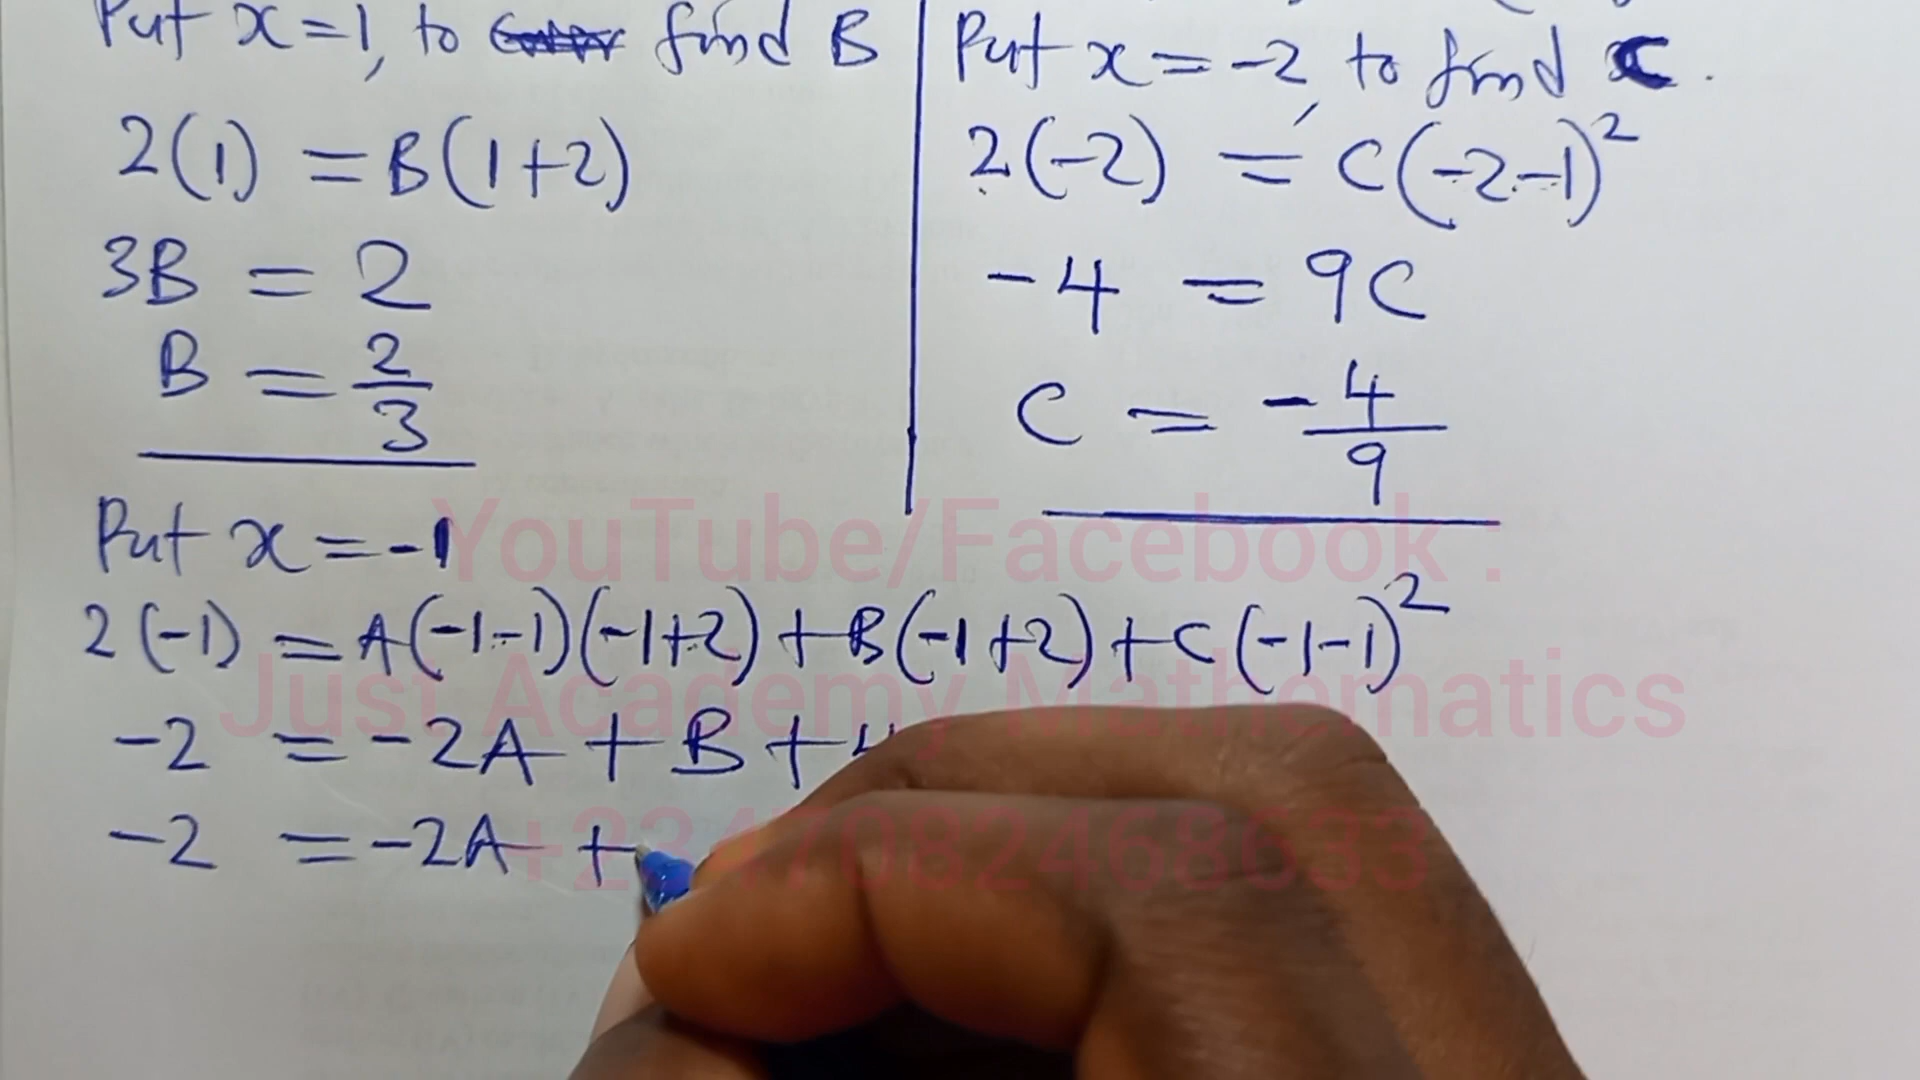 Put x=1, to find B
2(1) = B(1+2)
3B = 2
B = 2/3
Put x = -2, to find C.
2(-2) = C(-2-1)²
-4 = 9C
C = -4/9
Put x = -1
2(-1) = A(-1-1)(-1+2) + B(-1+2) + C(-1-1)²
-2 = -2A + B + 4
-2 = -2A +
YouTube/Facebook :
Just Academy Mathematics
+2347082468633